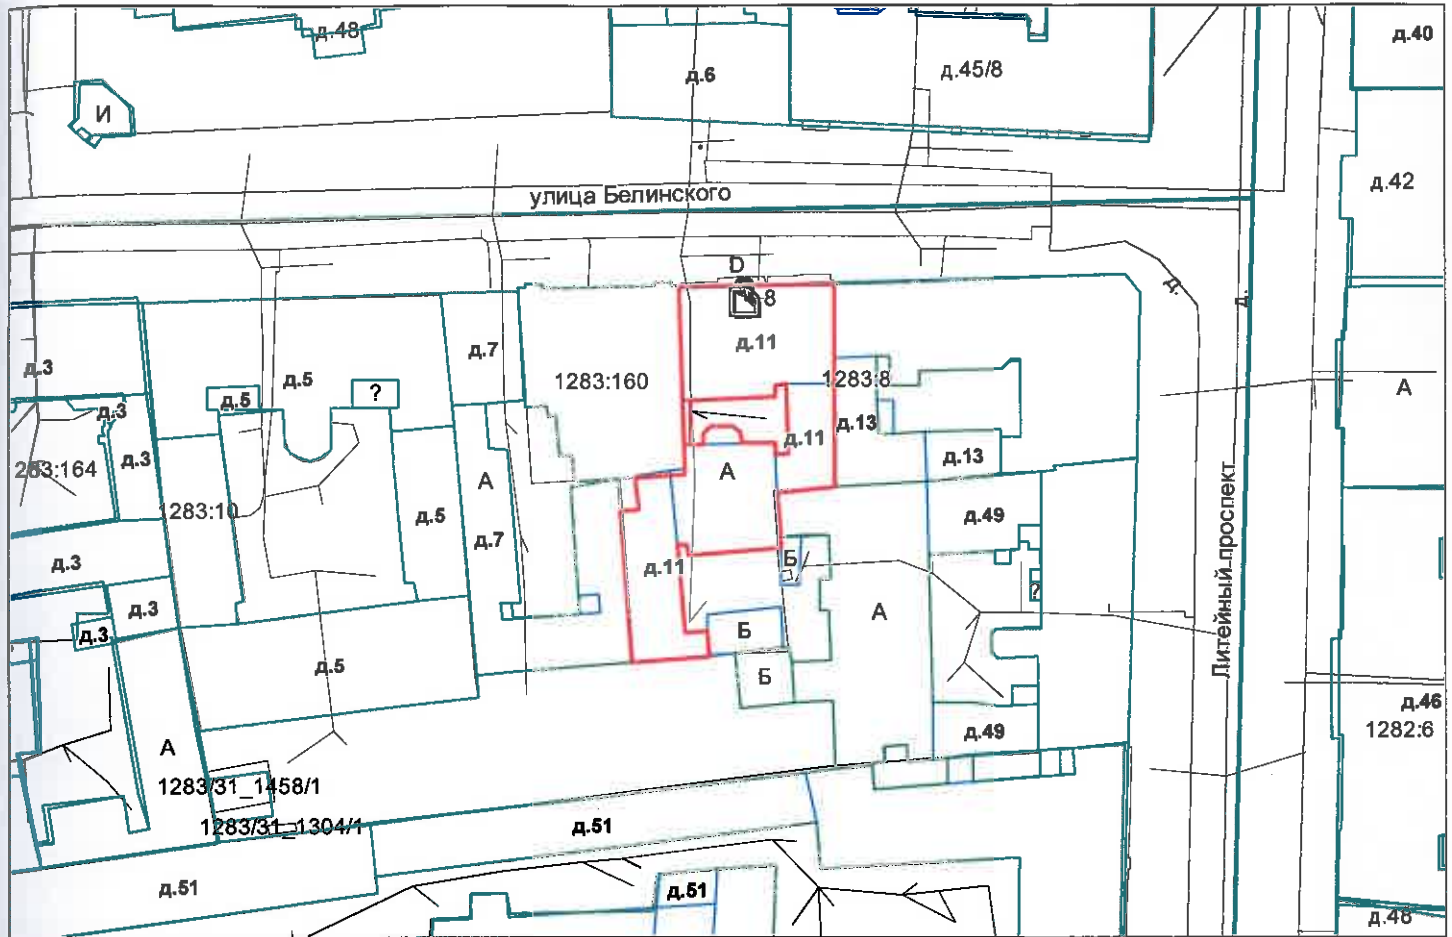 д.48
д.40
д.6
д.45/8
И
д.42
улица Белинского
D
8
д.
д.
д.11
д.7
д.3
д.5
?
1283:160
1283:8
А
д.5
д.3
д.11
д.13
д.3
283:164
А
А
д.13
1283:10
д.5
д.49
Литейный проспект
д.7
д.3
д.11
Б
?
д.3
А
д.3
Б
д.5
Б
д.46
1282:6
д.49
А
1283/31_1458/1
1283/31_1304/1
д.51
д.51
д.51
д.48